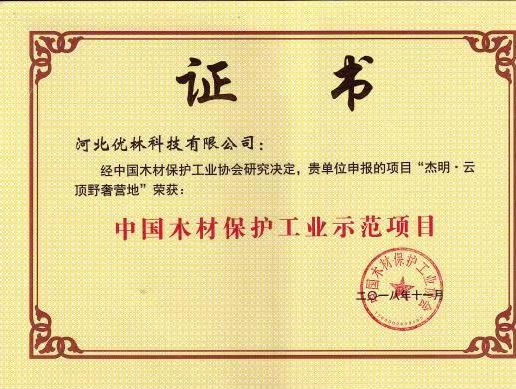 证 书
河北优林科技有限公司：
经中国木材保护工业协会研究决定，贵单位申报的项目“杰明·云
顶野奢营地”荣获：
中国木材保护工业示范项目
中国木材保护工业协会
二〇一八年十一月